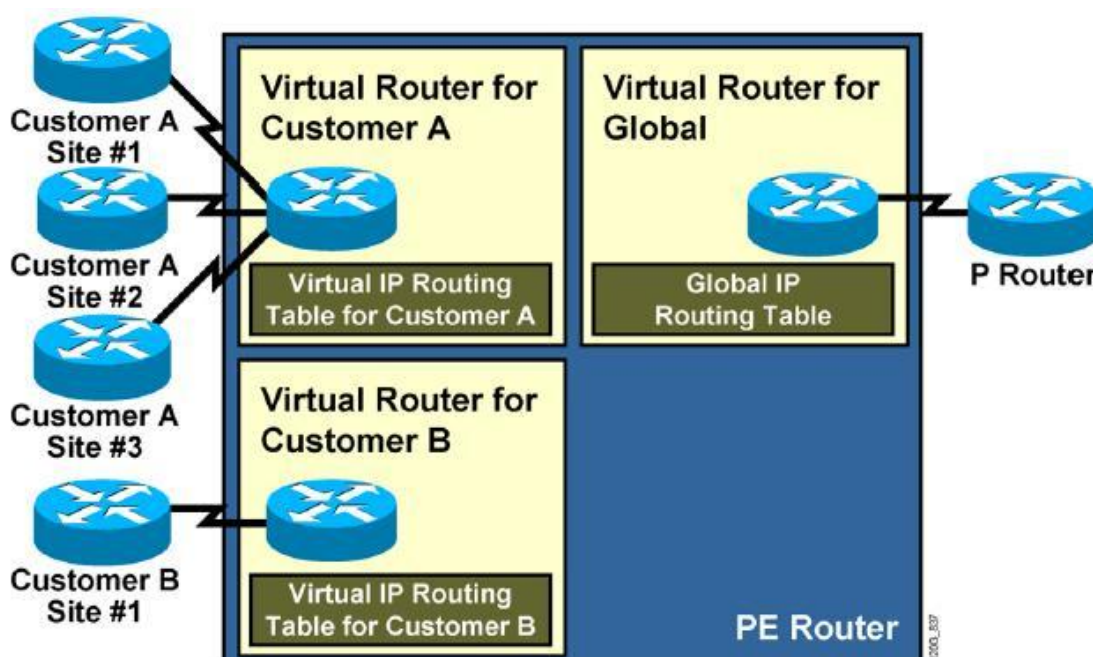 Customer A
Site #1
Customer A
Site #2
Customer A
Site #3
Customer B
Site #1
Virtual Router for
Customer A
Virtual IP Routing
Table for Customer A
Virtual Router for
Global
Global IP
Routing Table
P Router
Virtual Router for
Customer B
Virtual IP Routing
Table for Customer B
PE Router